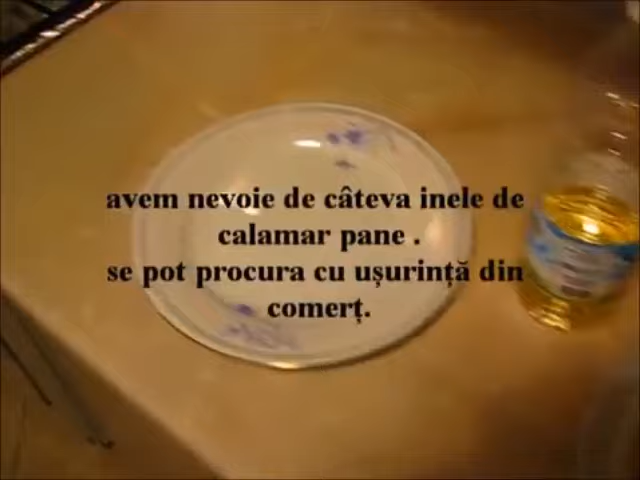 avem nevoie de câteva inele de
calamar pane .
se pot procura cu ușurință din
comerț.